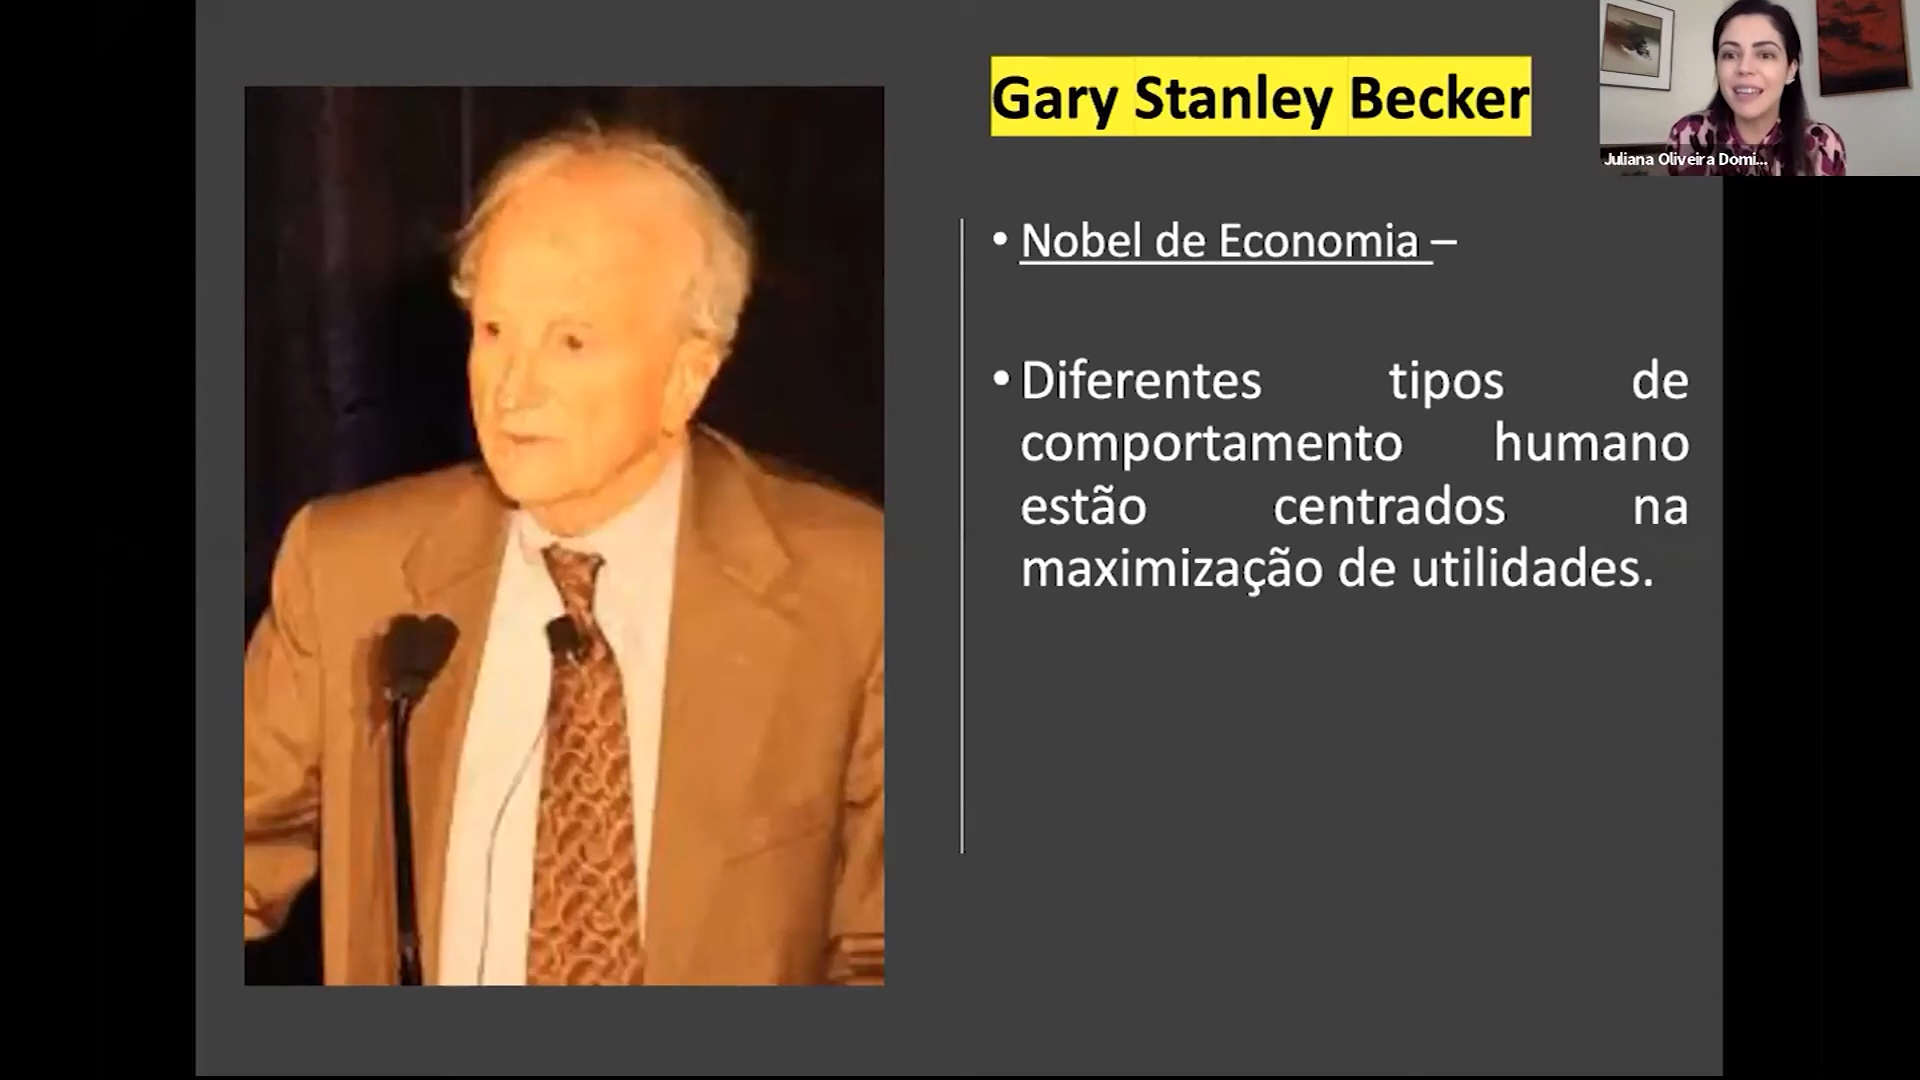 Gary Stanley Becker
Juliana Oliveira Domi...
• Nobel de Economia –
• Diferentes tipos de
comportamento humano
estão centrados na
maximização de utilidades.